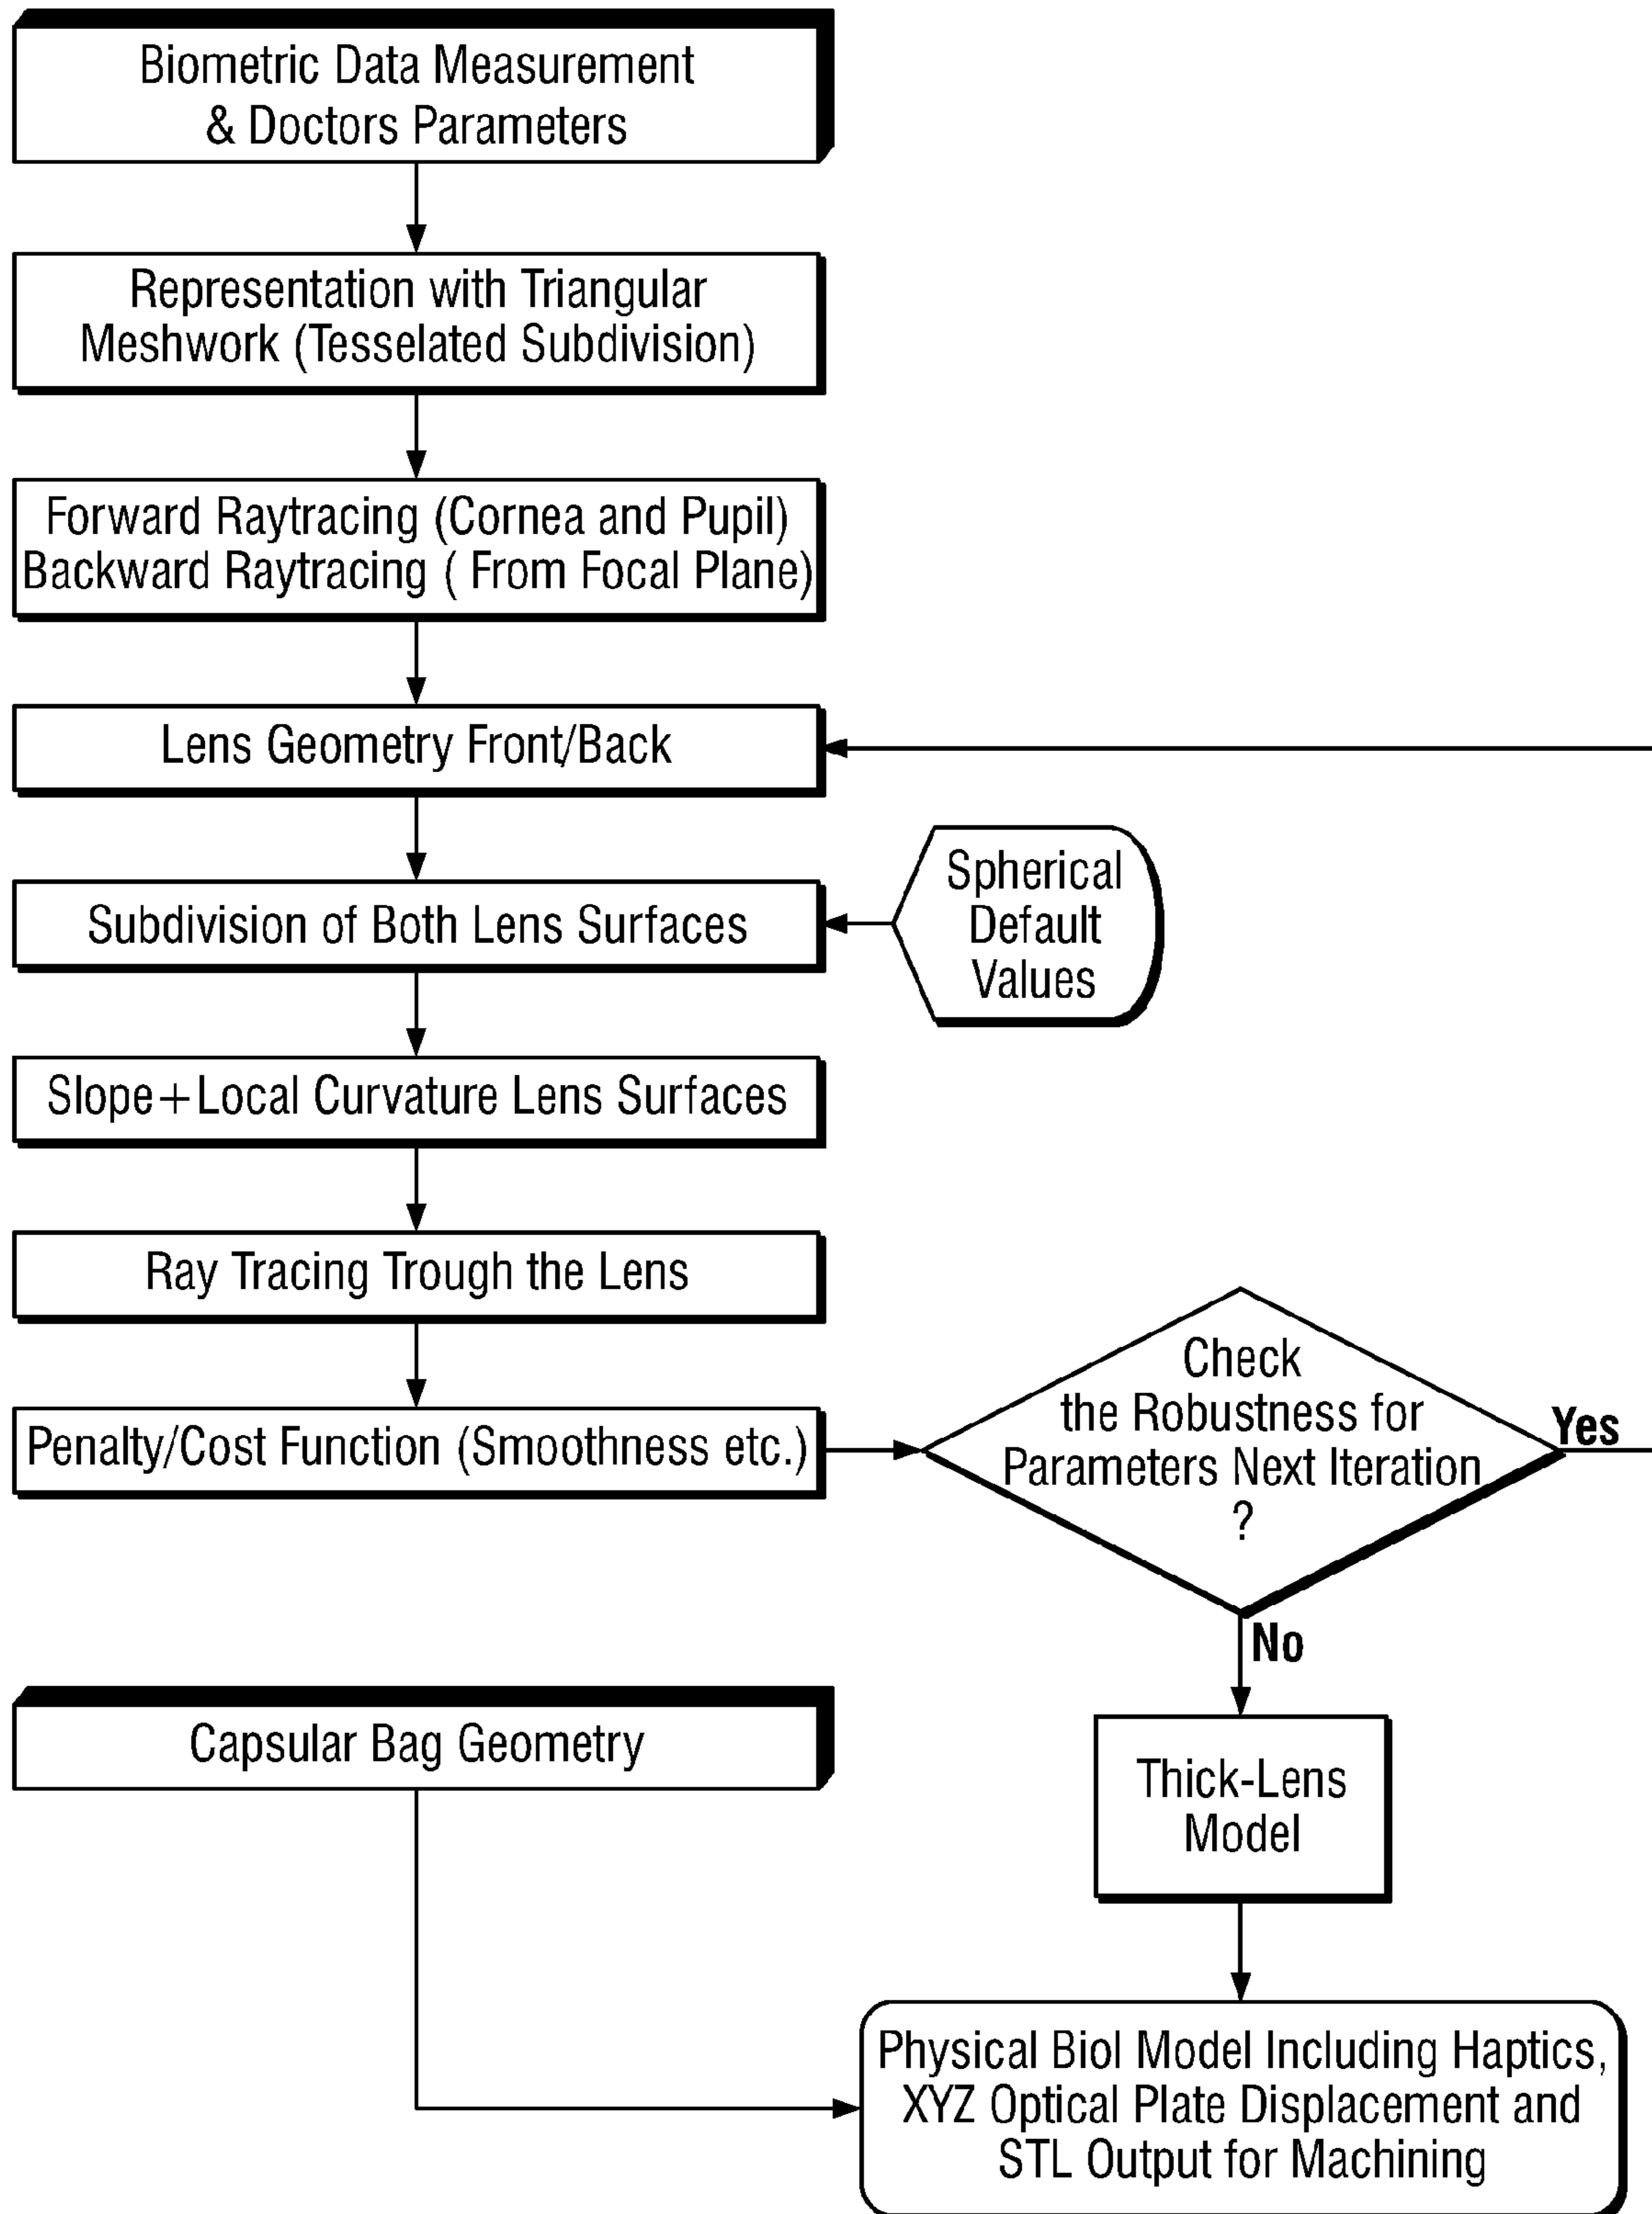 Biometric Data Measurement
& Doctors Parameters
Representation with Triangular
Meshwork (Tesselated Subdivision)
Forward Raytracing (Cornea and Pupil)
Backward Raytracing ( From Focal Plane)
Lens Geometry Front/Back
Spherical
Default
Values
Subdivision of Both Lens Surfaces
Slope+Local Curvature Lens Surfaces
Ray Tracing Trough the Lens
Penalty/Cost Function (Smoothness etc.)
Check
the Robustness for
Parameters Next Iteration
?
Yes
No
Capsular Bag Geometry
Thick-Lens
Model
Physical Biol Model Including Haptics,
XYZ Optical Plate Displacement and
STL Output for Machining